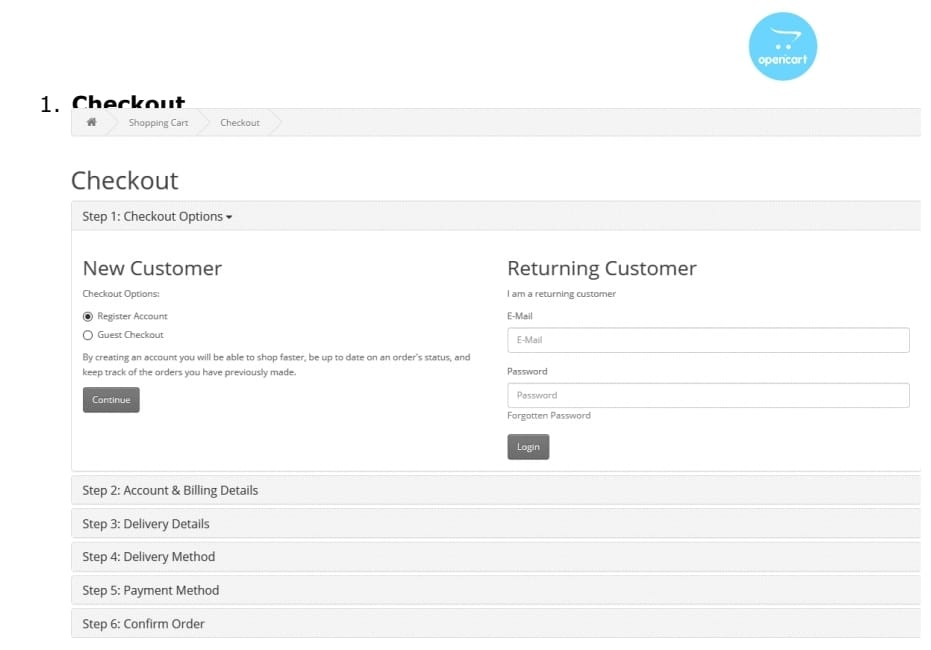 opencart
1. Checkout
Shopping Cart
Checkout
Checkout
Step 1: Checkout Options
New Customer
Checkout Options:
Register Account
Guest Checkout
By creating an account you will be able to shop faster, be up to date on an order's status, and
keep track of the orders you have previously made.
Continue
Returning Customer
I am a returning customer
E-Mail
E-Mail
Password
Password
Forgotten Password
Login
Step 2: Account & Billing Details
Step 3: Delivery Details
Step 4: Delivery Method
Step 5: Payment Method
Step 6: Confirm Order